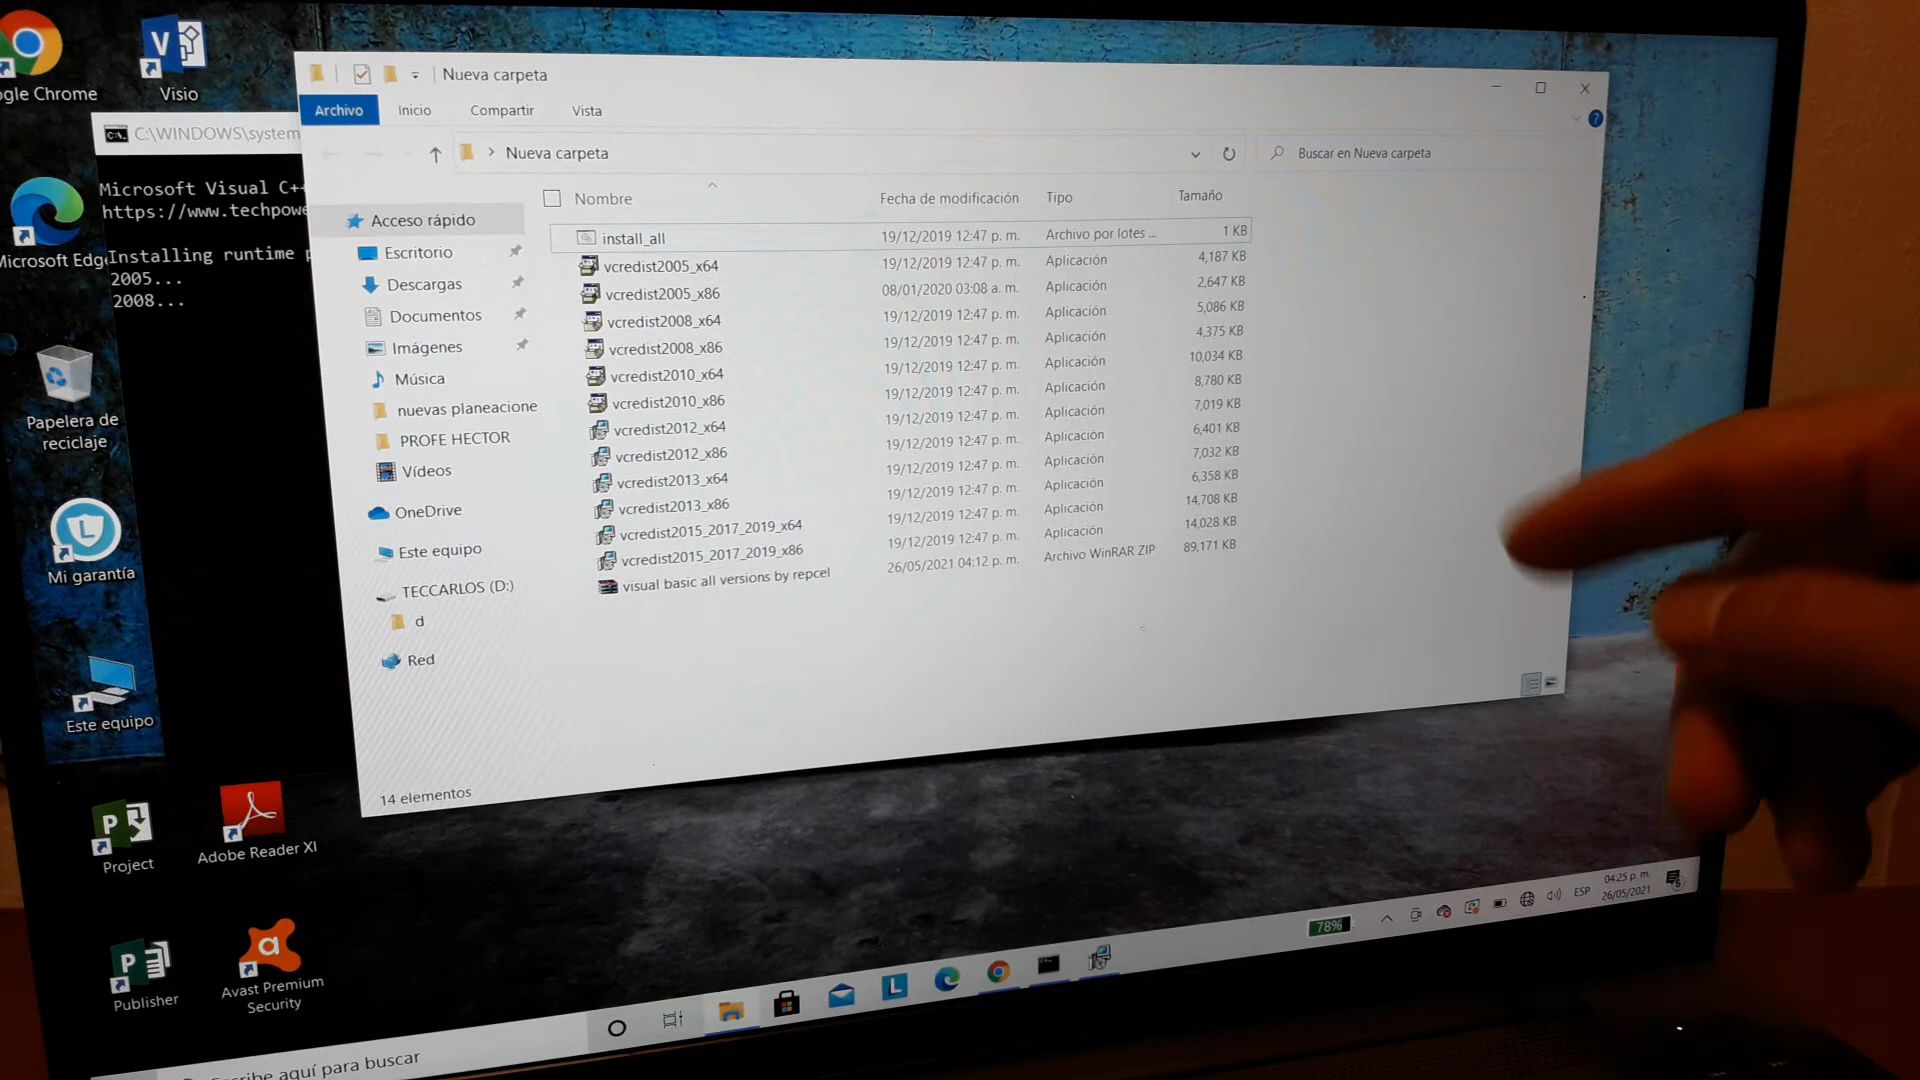 gle Chrome
Visio
C:\WINDOWS\system
Microsoft Visual C++
https://www.techpowe
Installing runtime p
2005...
2008...
Microsoft Edg
Papelera de
reciclaje
Mi garantía
Este equipo
Project
Adobe Reader XI
Publisher
Avast Premium
Security
Nueva carpeta
Archivo Inicio Compartir Vista
Nueva carpeta
Buscar en Nueva carpeta
Acceso rápido
Escritorio
Descargas
Documentos
Imágenes
Música
nuevas planeacione
PROFE HECTOR
Vídeos
OneDrive
Este equipo
TECCARLOS (D:)
d
Red
Nombre Fecha de modificación Tipo Tamaño
install_all 19/12/2019 12:47 p. m. Archivo por lotes ... 1 KB
vcredist2005_x64 19/12/2019 12:47 p. m. Aplicación 4,187 KB
vcredist2005_x86 08/01/2020 03:08 a. m. Aplicación 2,647 KB
vcredist2008_x64 19/12/2019 12:47 p. m. Aplicación 5,086 KB
vcredist2008_x86 19/12/2019 12:47 p. m. Aplicación 4,375 KB
vcredist2010_x64 19/12/2019 12:47 p. m. Aplicación 10,034 KB
vcredist2010_x86 19/12/2019 12:47 p. m. Aplicación 8,780 KB
vcredist2012_x64 19/12/2019 12:47 p. m. Aplicación 7,019 KB
vcredist2012_x86 19/12/2019 12:47 p. m. Aplicación 6,401 KB
vcredist2013_x64 19/12/2019 12:47 p. m. Aplicación 7,032 KB
vcredist2013_x86 19/12/2019 12:47 p. m. Aplicación 6,358 KB
vcredist2015_2017_2019_x64 19/12/2019 12:47 p. m. Aplicación 14,708 KB
vcredist2015_2017_2019_x86 19/12/2019 12:47 p. m. Aplicación 14,028 KB
visual basic all versions by repcel 26/05/2021 04:12 p. m. Archivo WinRAR ZIP 89,171 KB
14 elementos
78%
ESP
04:25 p. m.
26/05/2021
aquí para buscar